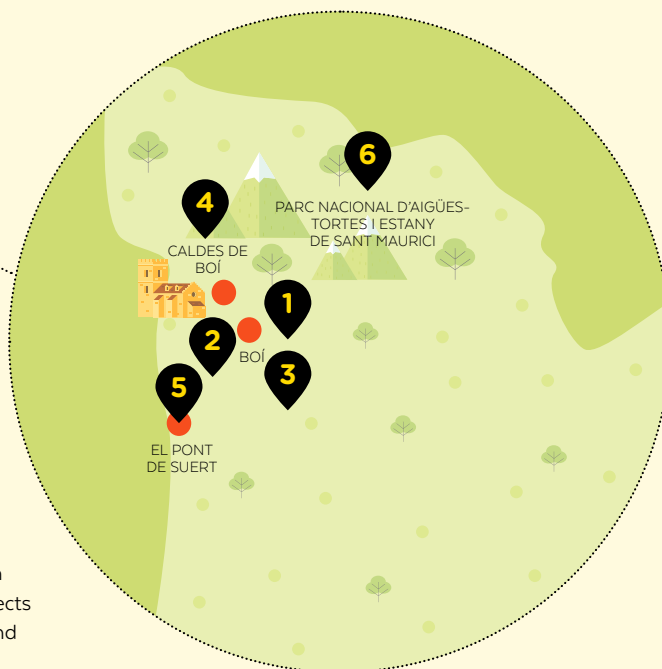 6
PARC NACIONAL D'AIGÜES-
TORTES I ESTANY
DE SANT MAURICI
4
CALDES DE
BOÍ
1
2
BOÍ
3
5
EL PONT
DE SUERT
ects
nd